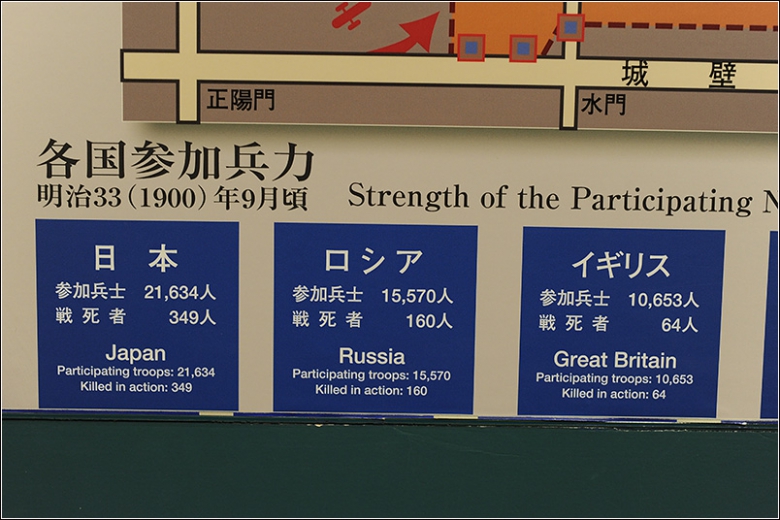 城壁
正陽門
水門
各国参加兵力
明治33(1900)年9月頃
Strength of the Participating
日本
参加兵士 21,634人
戦死者 349人
Japan
Participating troops: 21,634
Killed in action: 349
ロシア
参加兵士 15,570人
戦死者 160人
Russia
Participating troops: 15,570
Killed in action: 160
イギリス
参加兵士 10,653人
戦死者 64人
Great Britain
Participating troops: 10,653
Killed in action: 64